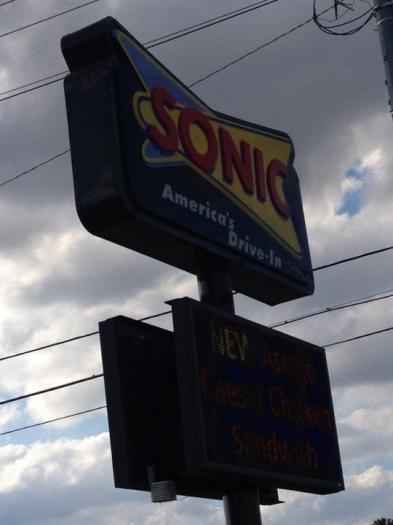 SONIC
America's
Drive-In
NEW Asiago
Caesar Chicken
Sandwich